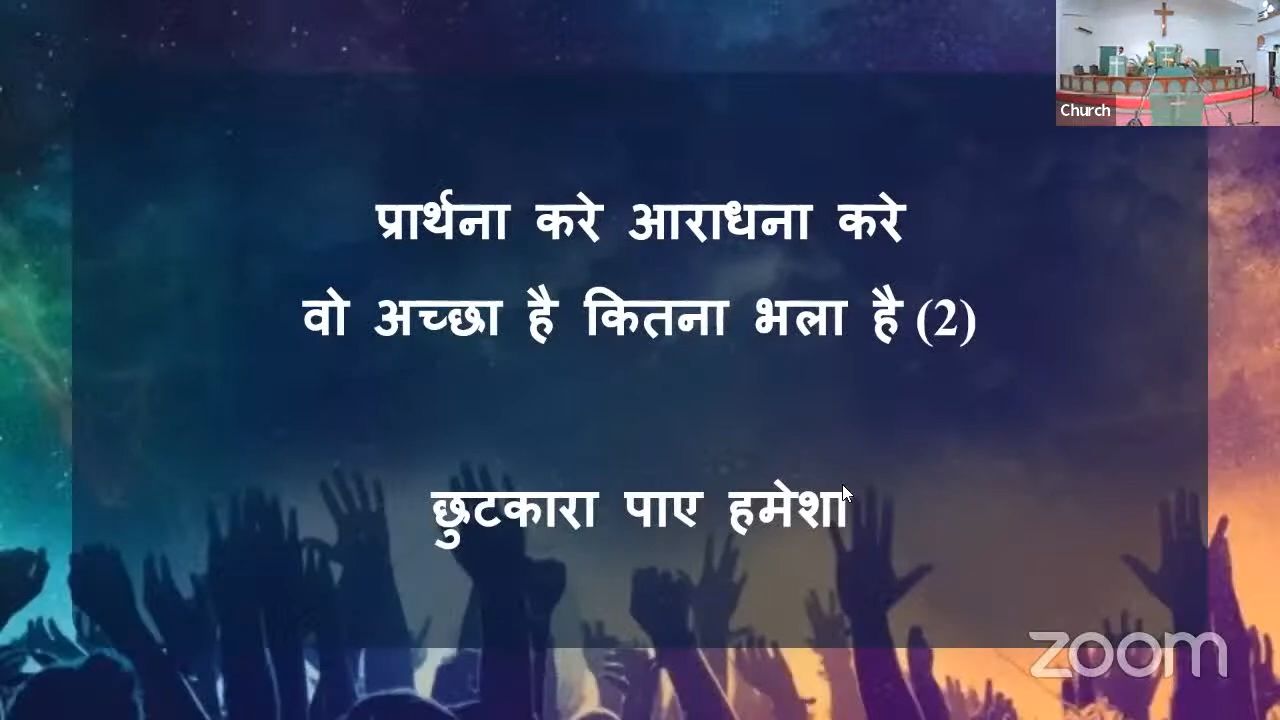 Church
प्रार्थना करे आराधना करे
वो अच्छा है कितना भला है (2)
छुटकारा पाए हमेशा
zoom